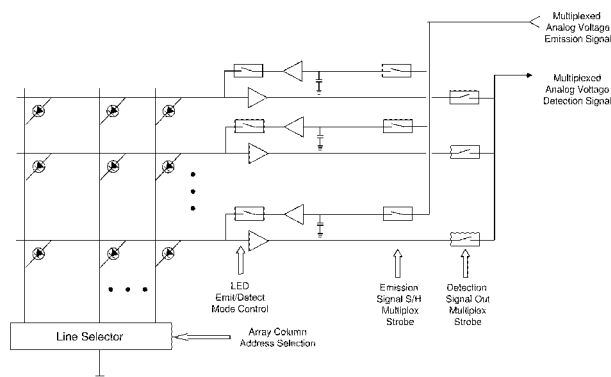 Multiplexed
Analog Voltage
Emission Signal
Multiplexed
Analog Voltage
Detection Signal
LED
Emit/Detect
Mode Control
Emission
Signal S/H
Multiplex
Strobe
Detection
Signal Out
Multiplex
Strobe
Line Selector
Array Column
Address Selection